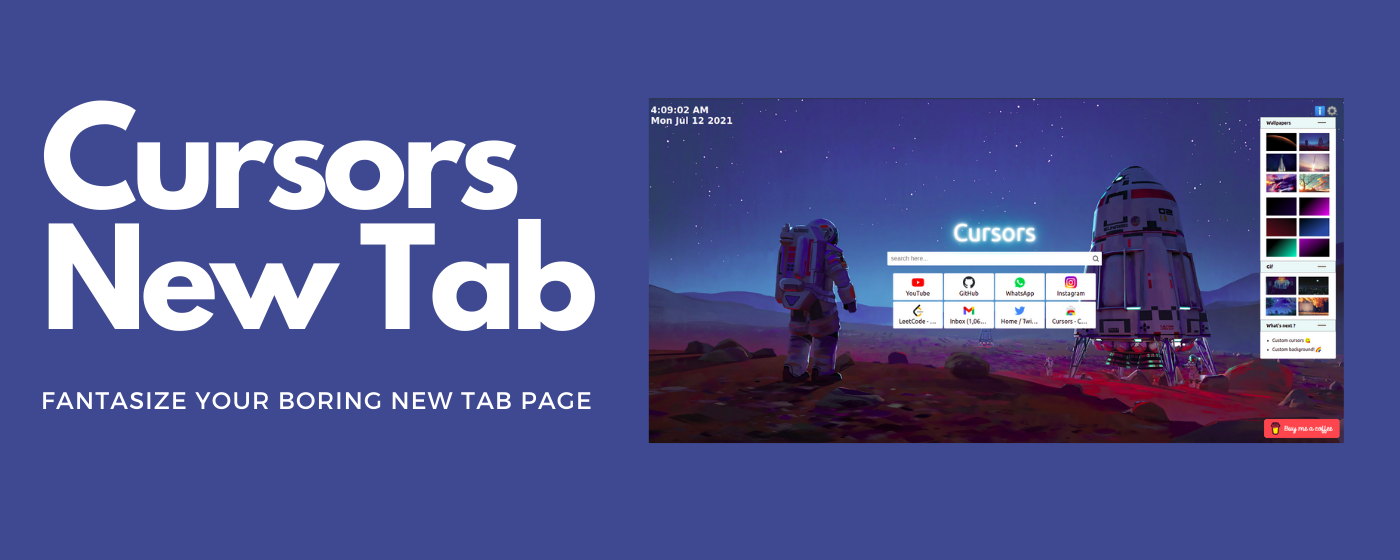 Cursors
New Tab
FANTASIZE YOUR BORING NEW TAB PAGE
4:09:02 AM
Mon Jul 12 2021
Cursors
search here...
YouTube
GitHub
WhatsApp
Instagram
LeetCode - ...
Inbox (1,06...
Home / Twi...
Cursors - C...
Wallpapers
Gif
What's next ?
Custom cursors
Custom background!
Buy me a coffee